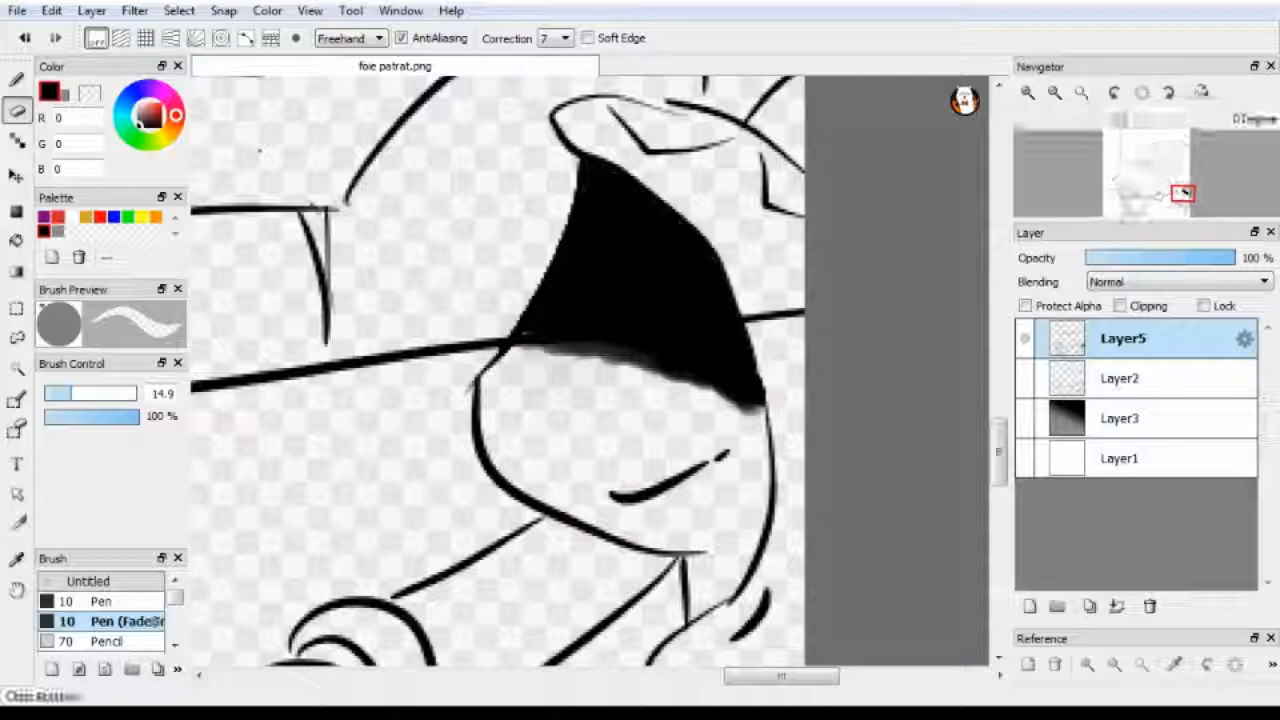 File Edit Layer Filter Select Snap Color View Tool Window Help
OFF Freehand AntiAliasing Correction 7 Soft Edge
Color
foie patrat.png
Navigator
R 0
G 0
B 0
Palette
Layer
Opacity 100 %
Blending Normal
Brush Preview
Protect Alpha Clipping Lock
Layer5
Brush Control
Layer2
14.9
100 %
Layer3
Layer1
Brush
Untitled
10 Pen
10 Pen
70 Pencil
Reference